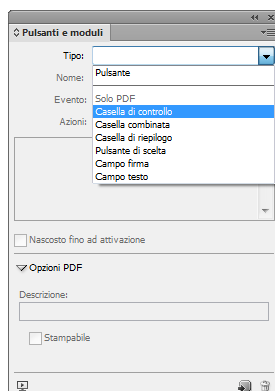 Pulsanti e moduli
Tipo:
Pulsante
Nome:
Evento:
Solo PDF
Casella di controllo
Azioni:
Casella combinata
Casella di riepilogo
Pulsante di scelta
Campo firma
Campo testo
Nascosto fino ad attivazione
Opzioni PDF
Descrizione:
Stampabile